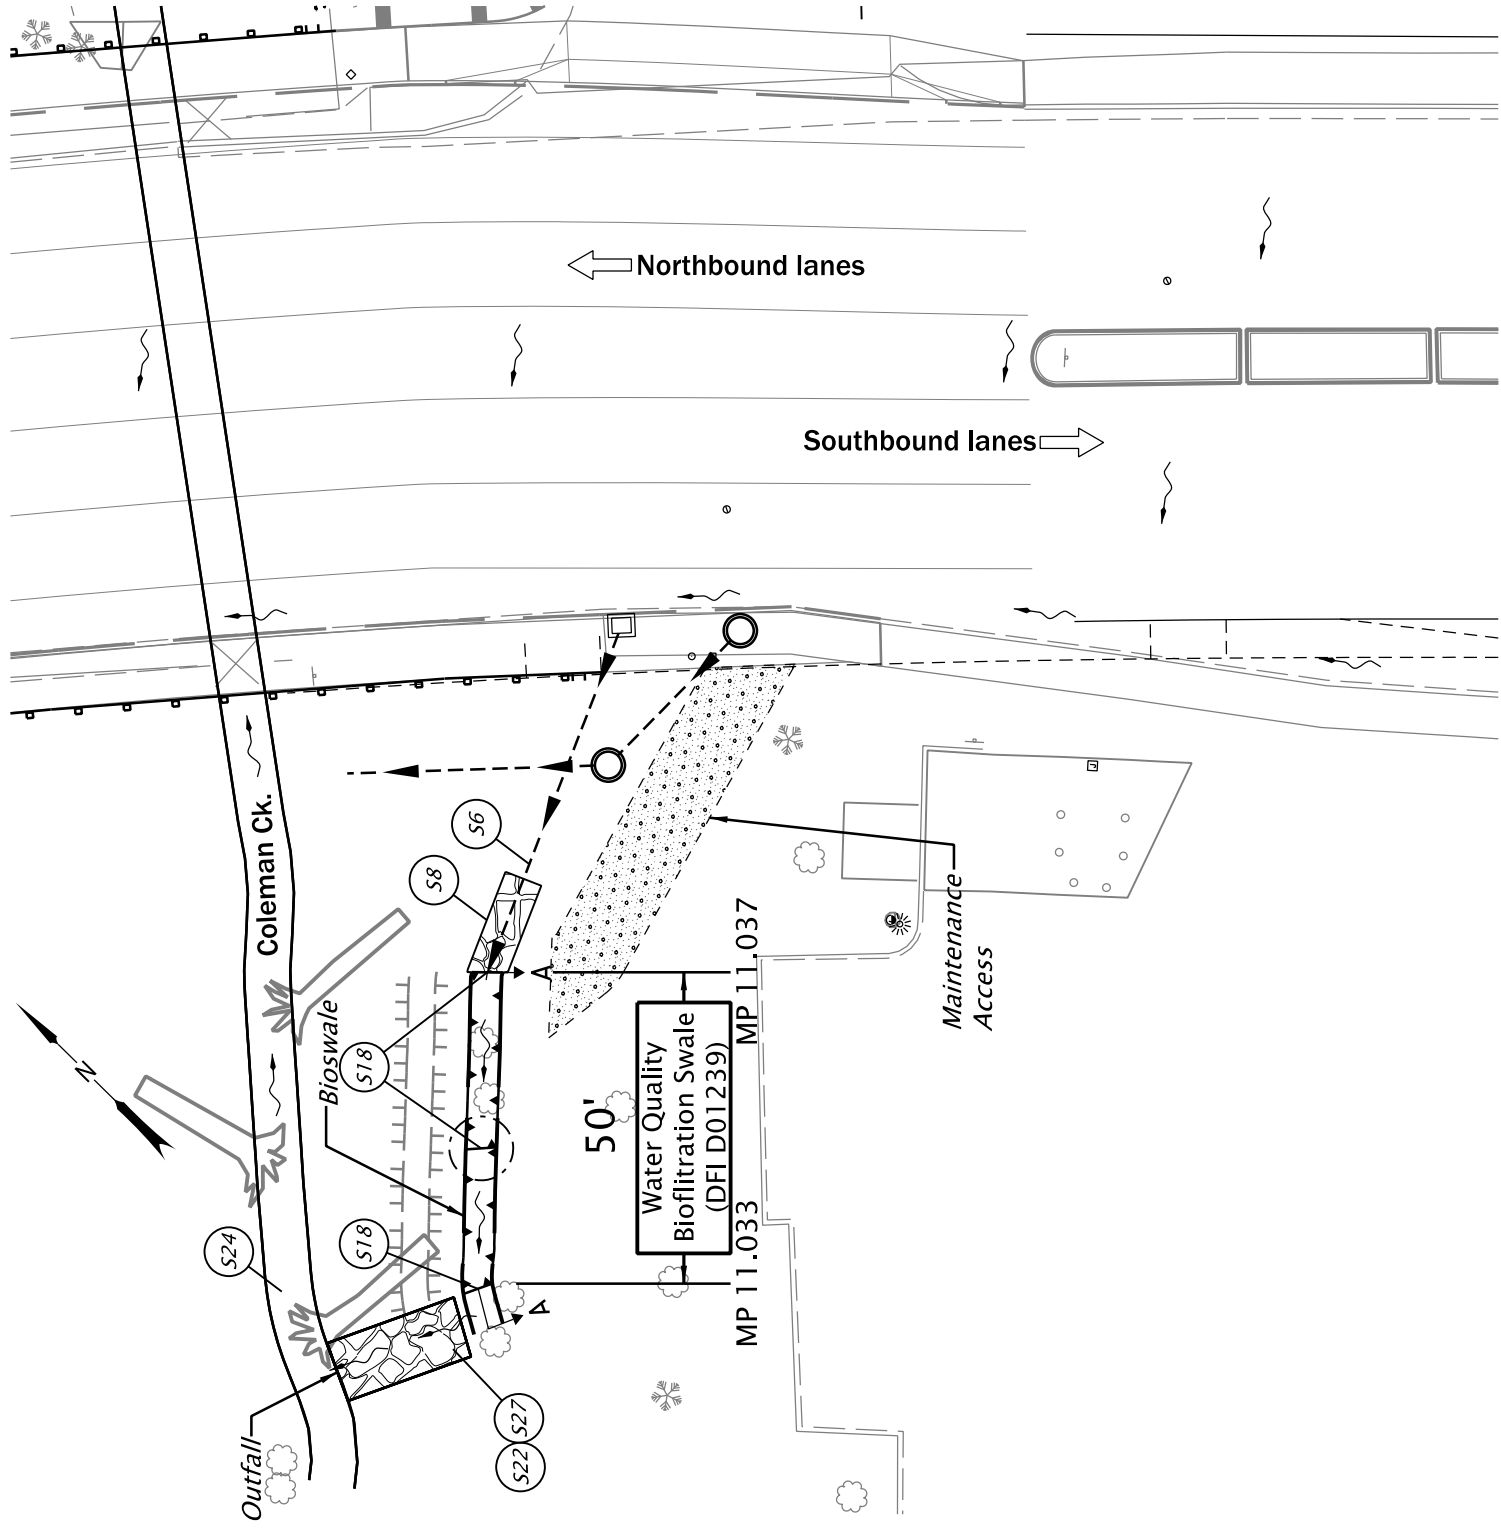 Northbound lanes
Southbound lanes
Coleman Ck.
N
S6
S8
Bioswale
S18
A
MP 11.037
Maintenance
Access
50'
Water Quality
Bioflitration Swale
(DFI D01239)
J
S24
S18
MP 11.033
A
Outfall
S27
S22